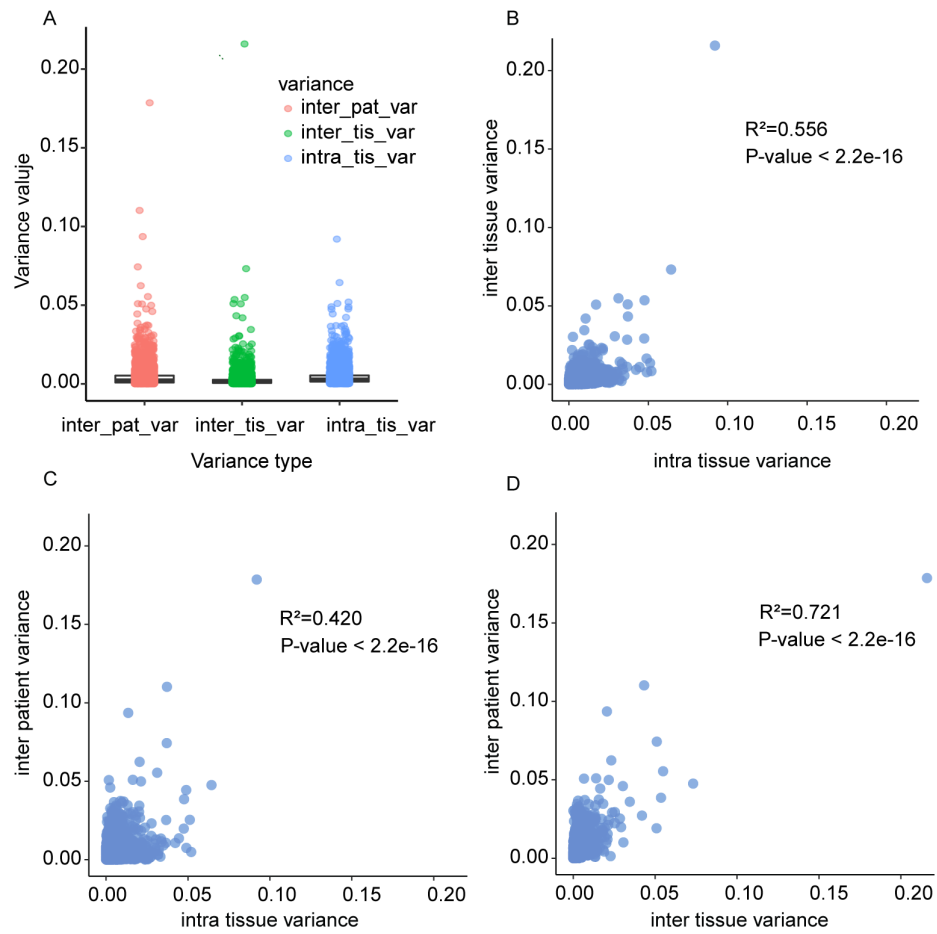 A
0.20
0.15
0.10
0.05
0.00
Variance valuje
variance
inter_pat_var
inter_tis_var
intra_tis_var
inter_pat_var inter_tis_var intra_tis_var
Variance type
B
0.20
0.15
0.10
0.05
0.00
inter tissue variance
R²=0.556
P-value < 2.2e-16
0.00 0.05 0.10 0.15 0.20
intra tissue variance
C
0.20
0.15
0.10
0.05
0.00
inter patient variance
R²=0.420
P-value < 2.2e-16
0.00 0.05 0.10 0.15 0.20
intra tissue variance
D
0.20
0.15
0.10
0.05
0.00
inter patient variance
R²=0.721
P-value < 2.2e-16
0.00 0.05 0.10 0.15 0.20
inter tissue variance